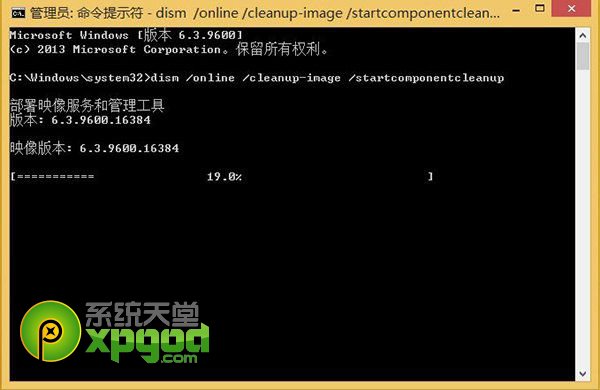 管理员: 命令提示符 - dism /online /cleanup-image /startcomponentclean...
Microsoft Windows [版本 6.3.9600]
(c) 2013 Microsoft Corporation。保留所有权利。
C:\Windows\system32>dism /online /cleanup-image /startcomponentcleanup
部署映像服务和管理工具
版本: 6.3.9600.16384
映像版本: 6.3.9600.16384
[=========== 19.0% ]
系统天堂
xpgod
.com